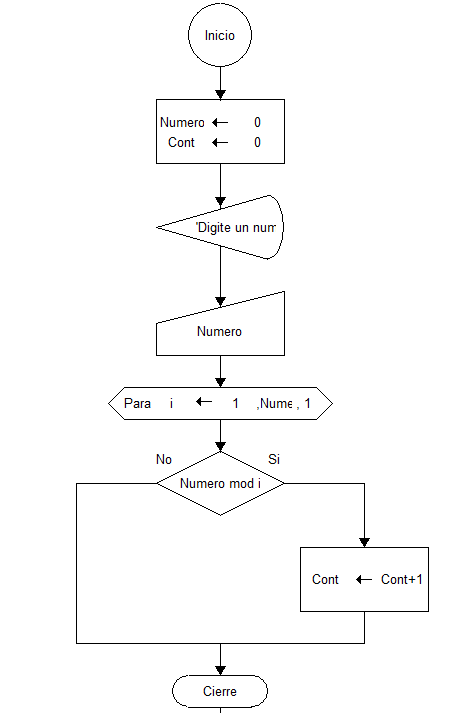 Inicio
Numero ← 0
Cont ← 0
'Digite un num
Numero
Para i ← 1 ,Nume , 1
No
Si
Numero mod i
Cont ← Cont+1
Cierre